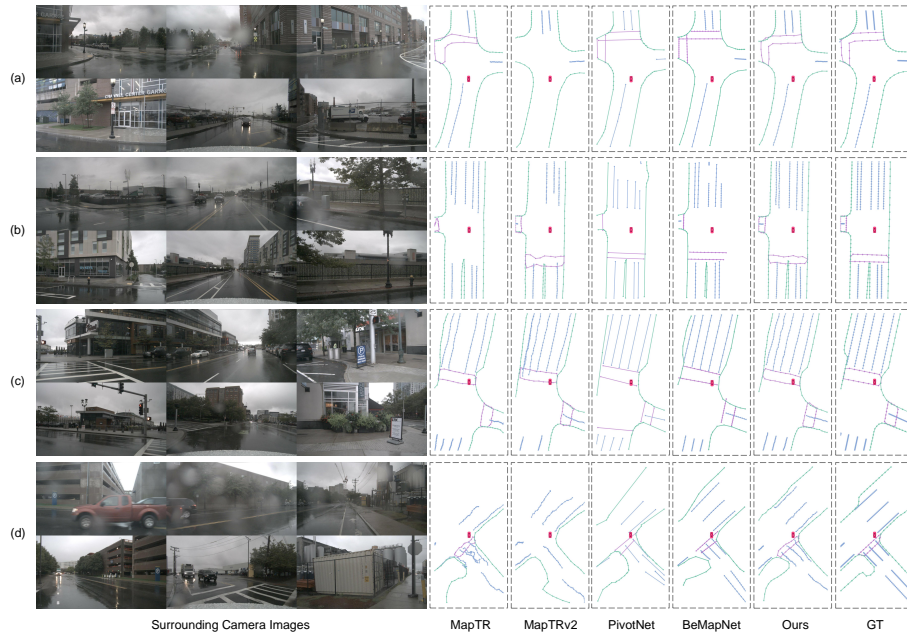 (a)
(b)
(c)
(d)
Surrounding Camera Images
MapTR
MapTRv2
PivotNet
BeMapNet
Ours
GT